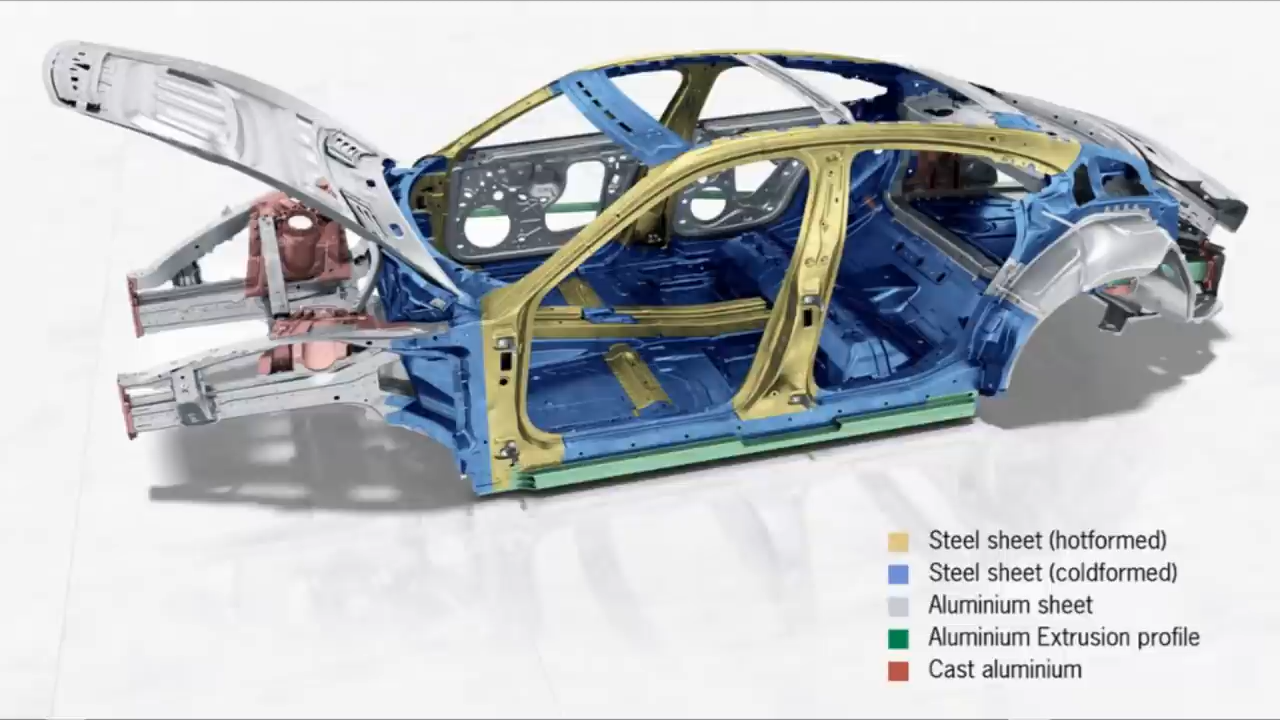 Steel sheet (hotformed)
Steel sheet (coldformed)
Aluminium sheet
Aluminium Extrusion profile
Cast aluminium